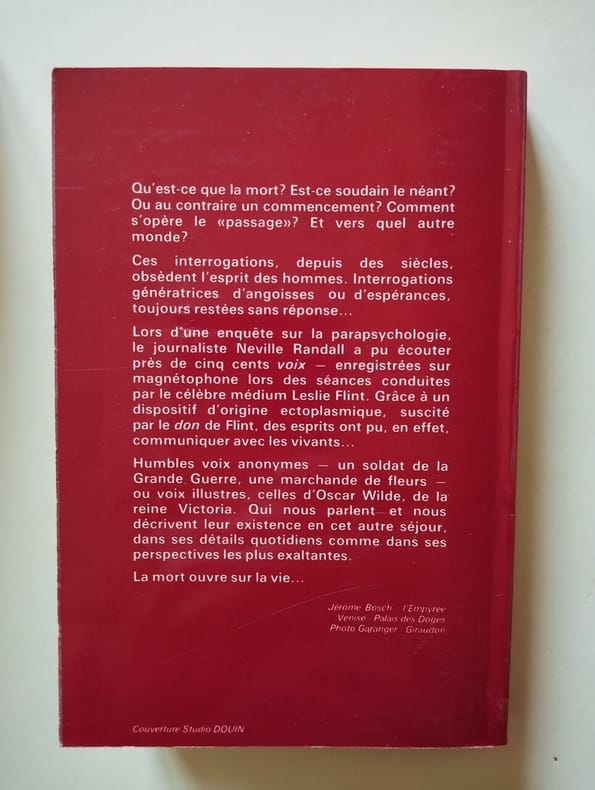 Qu'est-ce que la mort? Est-ce soudain le néant?
Ou au contraire un commencement? Comment
s'opère le «passage»? Et vers quel autre
monde?
Ces interrogations, depuis des siècles,
obsèdent l'esprit des hommes. Interrogations
génératrices d'angoisses ou d'espérances,
toujours restées sans réponse...
Lors d'une enquête sur la parapsychologie,
le journaliste Neville Randall a pu écouter
près de cinq cents voix — enregistrées sur
magnétophone lors des séances conduites
par le célèbre médium Leslie Flint. Grâce à un
dispositif d'origine ectoplasmique, suscité
par le don de Flint, des esprits ont pu, en effet,
communiquer avec les vivants...
Humbles voix anonymes — un soldat de la
Grande Guerre, une marchande de fleurs —
ou voix illustres, celles d'Oscar Wilde, de la
reine Victoria. Qui nous parlent et nous
décrivent leur existence en cet autre séjour,
dans ses détails quotidiens comme dans ses
perspectives les plus exaltantes.
La mort ouvre sur la vie...
Jérôme Bosch · l'Empyrée
Venise · Palais des Doges
Photo Garanger · Giraudon
Couverture Studio DOUIN